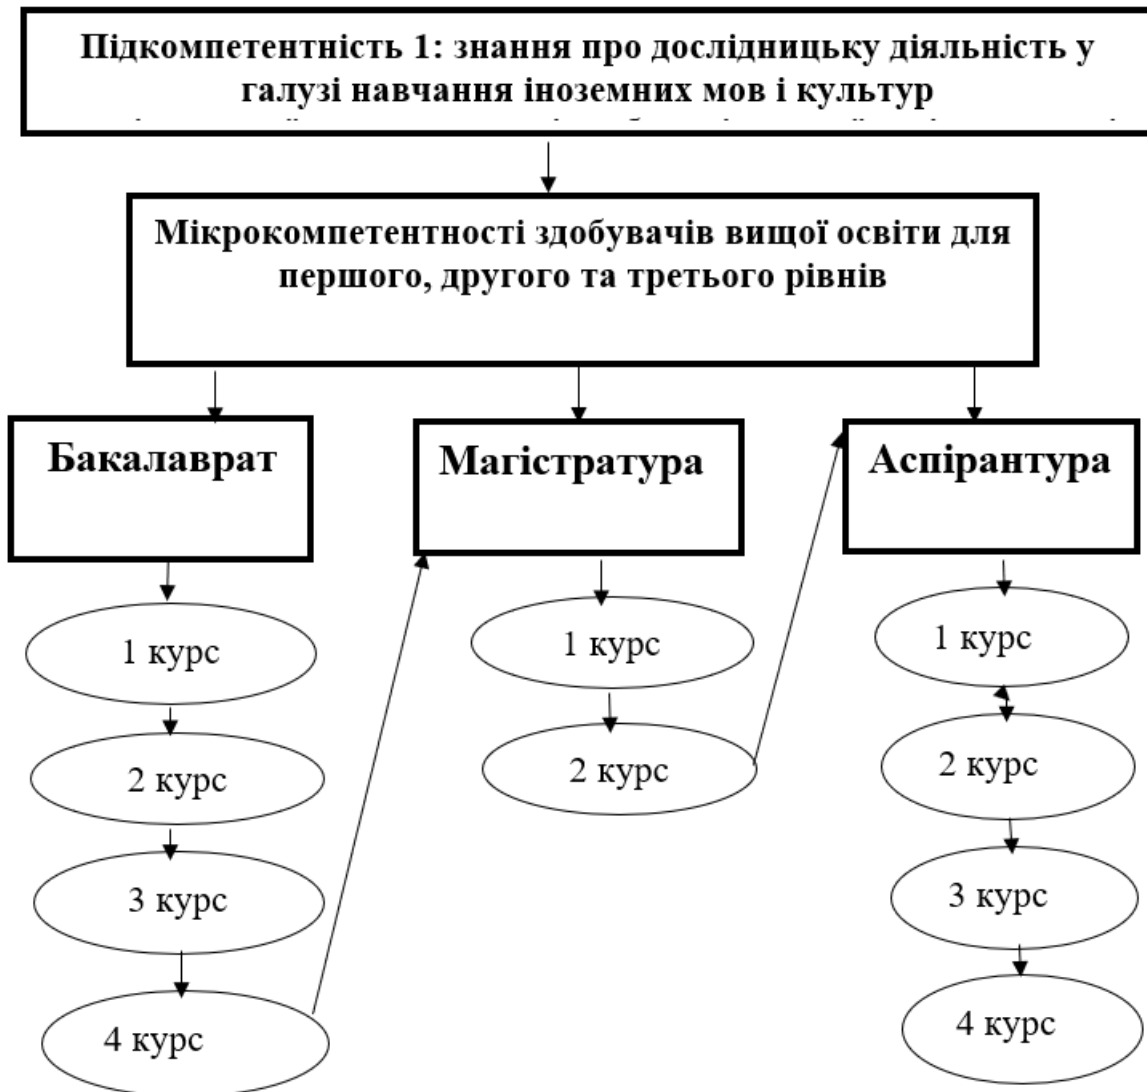 Підкомпетентність 1: знання про дослідницьку діяльність у
галузі навчання іноземних мов і культур
Мікрокомпетентності здобувачів вищої освіти для
першого, другого та третього рівнів
Бакалаврат
Магістратура
Аспірантура
1 курс
2 курс
3 курс
4 курс
1 курс
2 курс
1 курс
2 курс
3 курс
4 курс